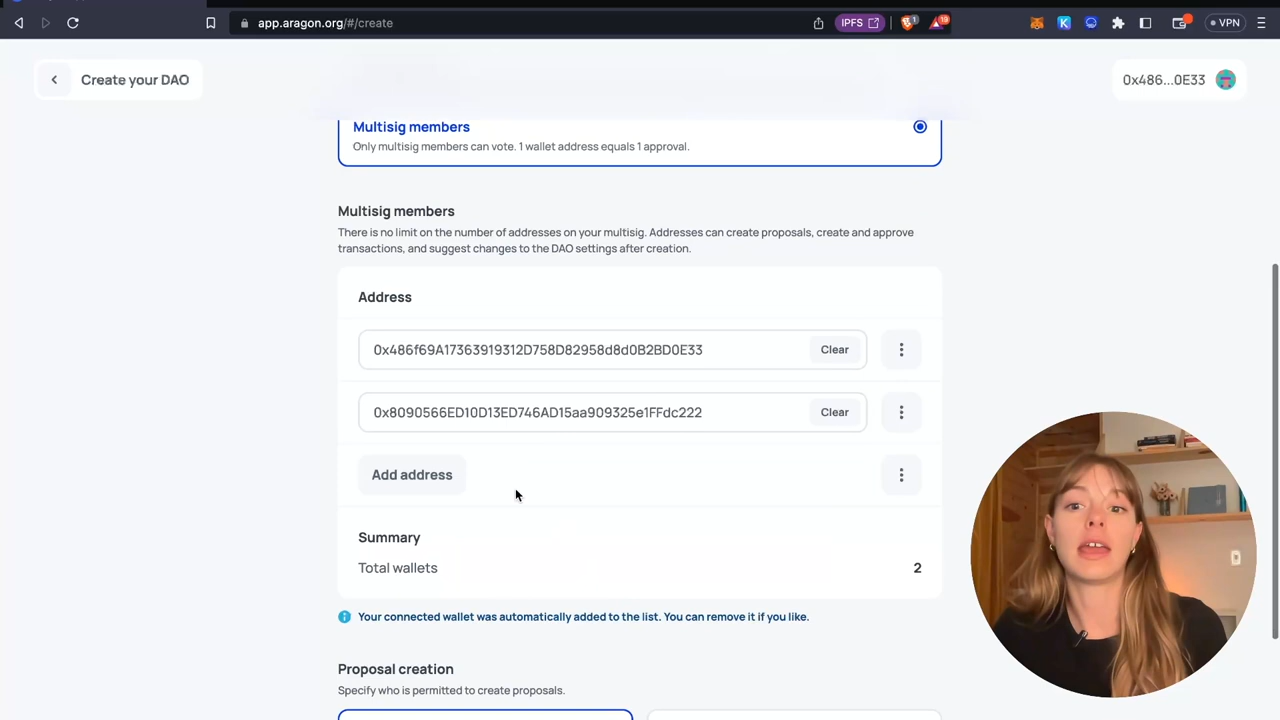 app.aragon.org/#/create
IPFS
1
19
VPN
Create your DAO
0x486...0E33
Multisig members
Only multisig members can vote. 1 wallet address equals 1 approval.
Multisig members
There is no limit on the number of addresses on your multisig. Addresses can create proposals, create and approve
transactions, and suggest changes to the DAO settings after creation.
Address
0x486f69A17363919312D758D82958d8d0B2BD0E33
Clear
0x8090566ED10D13ED746AD15aa909325e1FFdc222
Clear
Add address
Summary
Total wallets
2
Your connected wallet was automatically added to the list. You can remove it if you like.
Proposal creation
Specify who is permitted to create proposals.